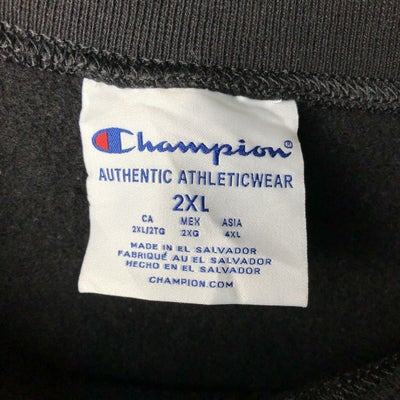 Champion®
AUTHENTIC ATHLETICWEAR
2XL
CA MEX ASIA
2XL/2TG 2XG 4XL
MADE IN EL SALVADOR
FABRIQUÉ AU EL SALVADOR
HECHO EN EL SALVADOR
CHAMPION.COM